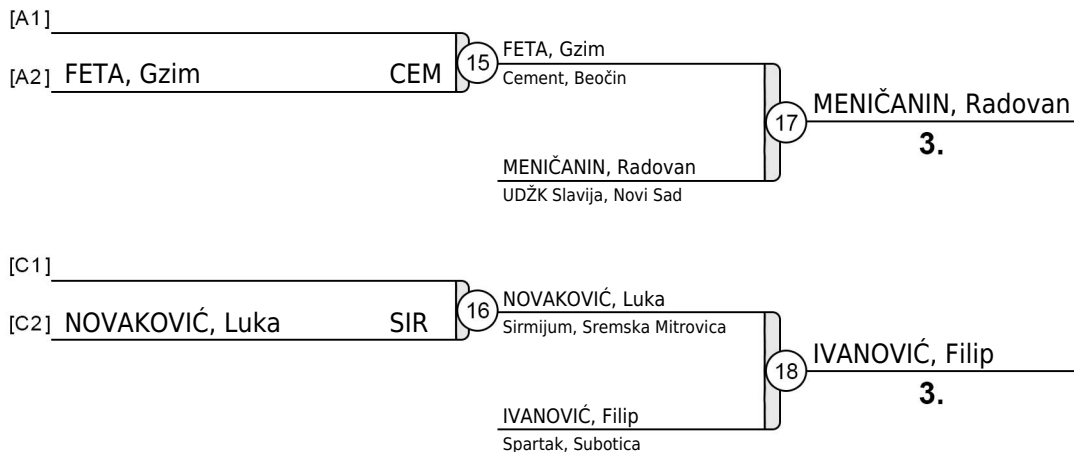 [A1]
[A2] FETA, Gzim CEM
15
FETA, Gzim
Cement, Beočin
17
MENIČANIN, Radovan
3.
MENIČANIN, Radovan
UDŽK Slavija, Novi Sad
[C1]
[C2] NOVAKOVIĆ, Luka SIR
16
NOVAKOVIĆ, Luka
Sirmijum, Sremska Mitrovica
18
IVANOVIĆ, Filip
3.
IVANOVIĆ, Filip
Spartak, Subotica